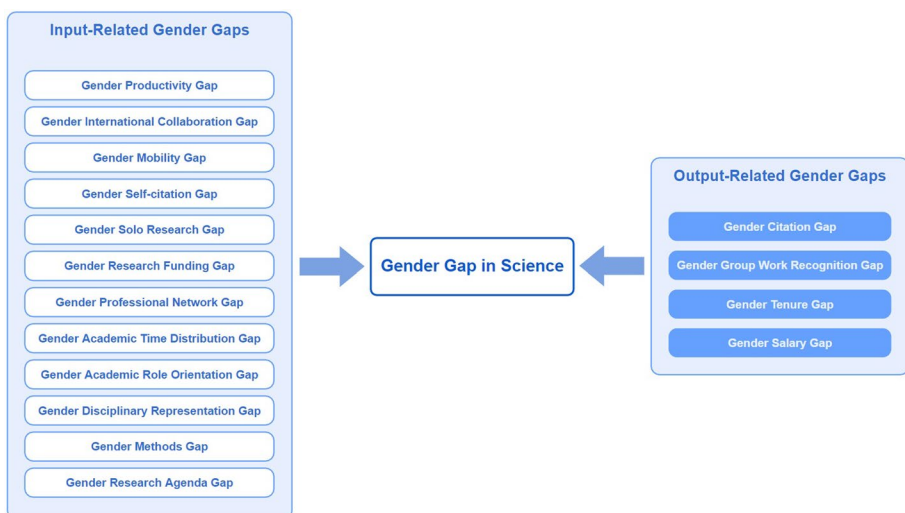 Input-Related Gender Gaps
Gender Productivity Gap
Gender International Collaboration Gap
Gender Mobility Gap
Gender Self-citation Gap
Gender Solo Research Gap
Gender Research Funding Gap
Gender Professional Network Gap
Gender Academic Time Distribution Gap
Gender Academic Role Orientation Gap
Gender Disciplinary Representation Gap
Gender Methods Gap
Gender Research Agenda Gap
Gender Gap in Science
Output-Related Gender Gaps
Gender Citation Gap
Gender Group Work Recognition Gap
Gender Tenure Gap
Gender Salary Gap